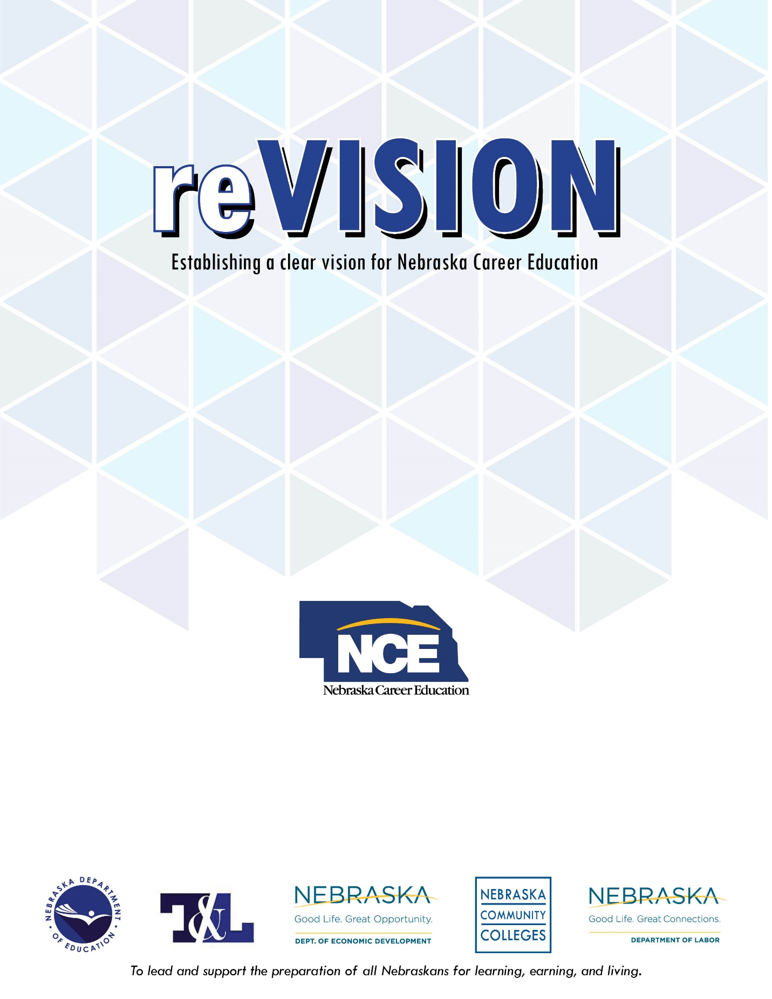 reVISION
Establishing a clear vision for Nebraska Career Education
NCE
Nebraska Career Education
NEBRASKA DEPARTMENT
• OF EDUCATION •
T&L
NEBRASKA
Good Life. Great Opportunity.
DEPT. OF ECONOMIC DEVELOPMENT
NEBRASKA
COMMUNITY
COLLEGES
NEBRASKA
Good Life. Great Connections.
DEPARTMENT OF LABOR
To lead and support the preparation of all Nebraskans for learning, earning, and living.